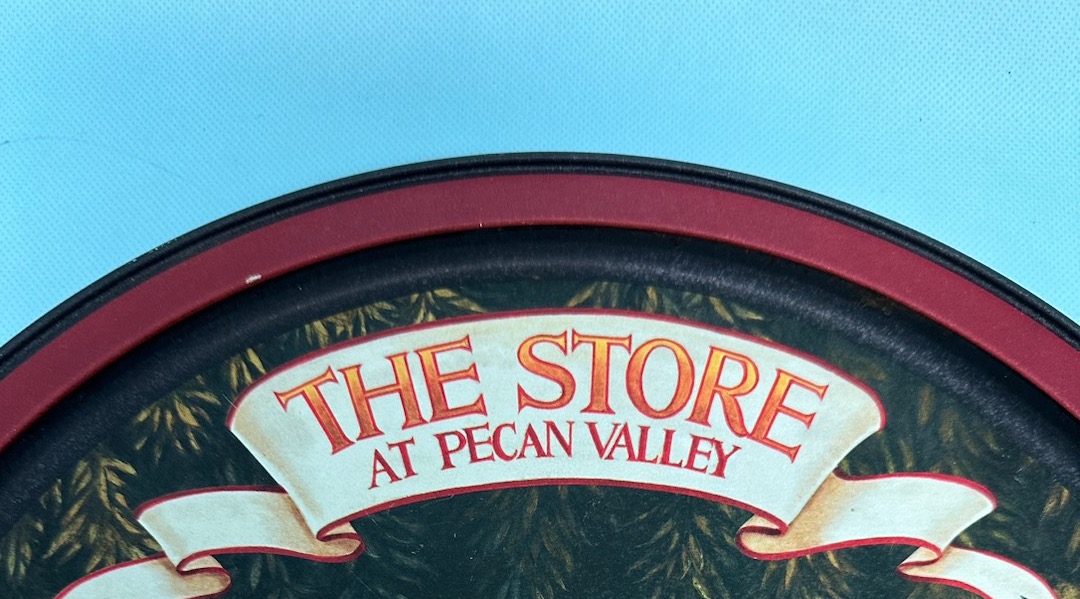 THE STORE
AT PECAN VALLEY